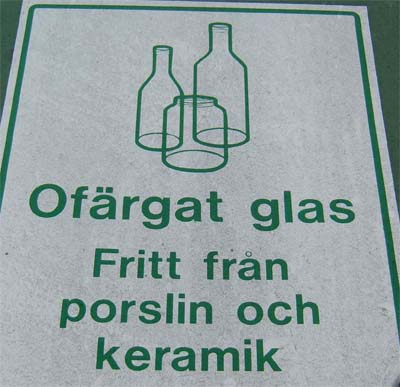 Ofärgat glas
Fritt från
porslin och
keramik